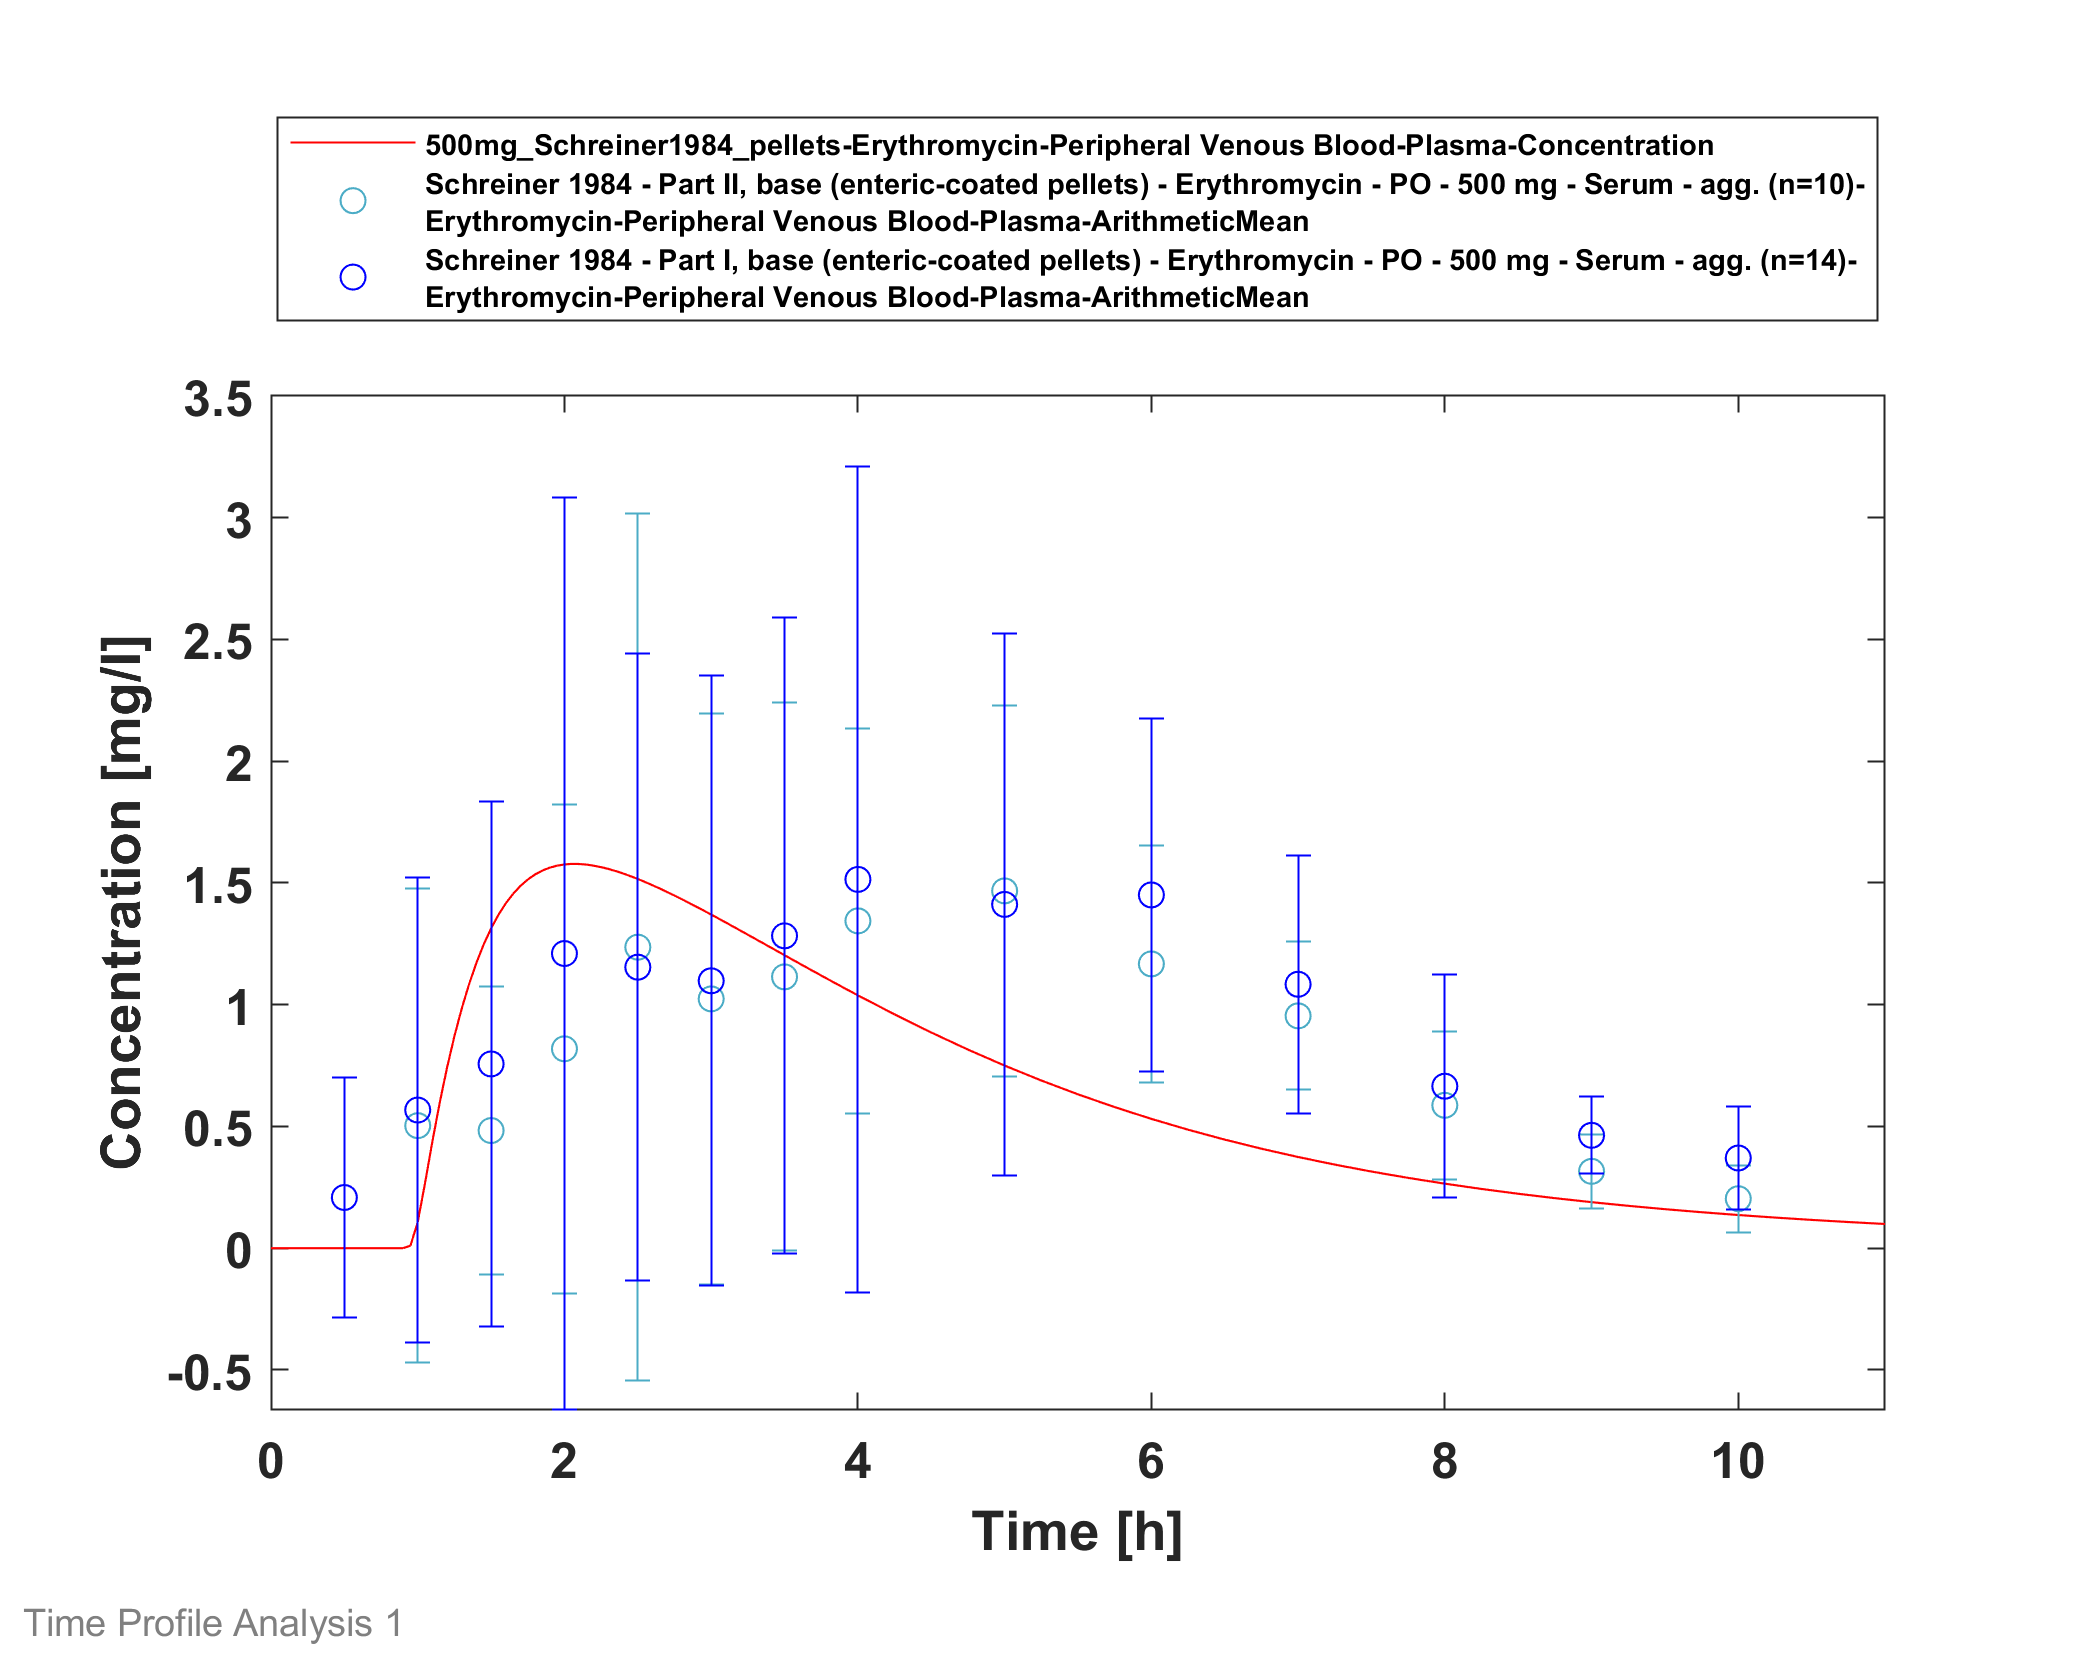 500mg_Schreiner1984_pellets-Erythromycin-Peripheral Venous Blood-Plasma-Concentration
Schreiner 1984 - Part II, base (enteric-coated pellets) - Erythromycin - PO - 500 mg - Serum - agg. (n=10)-
Erythromycin-Peripheral Venous Blood-Plasma-ArithmeticMean
Schreiner 1984 - Part I, base (enteric-coated pellets) - Erythromycin - PO - 500 mg - Serum - agg. (n=14)-
Erythromycin-Peripheral Venous Blood-Plasma-ArithmeticMean
3.5
3
2.5
2
1.5
1
0.5
0
-0.5
Concentration [mg/l]
0 2 4 6 8 10
Time [h]
Time Profile Analysis 1